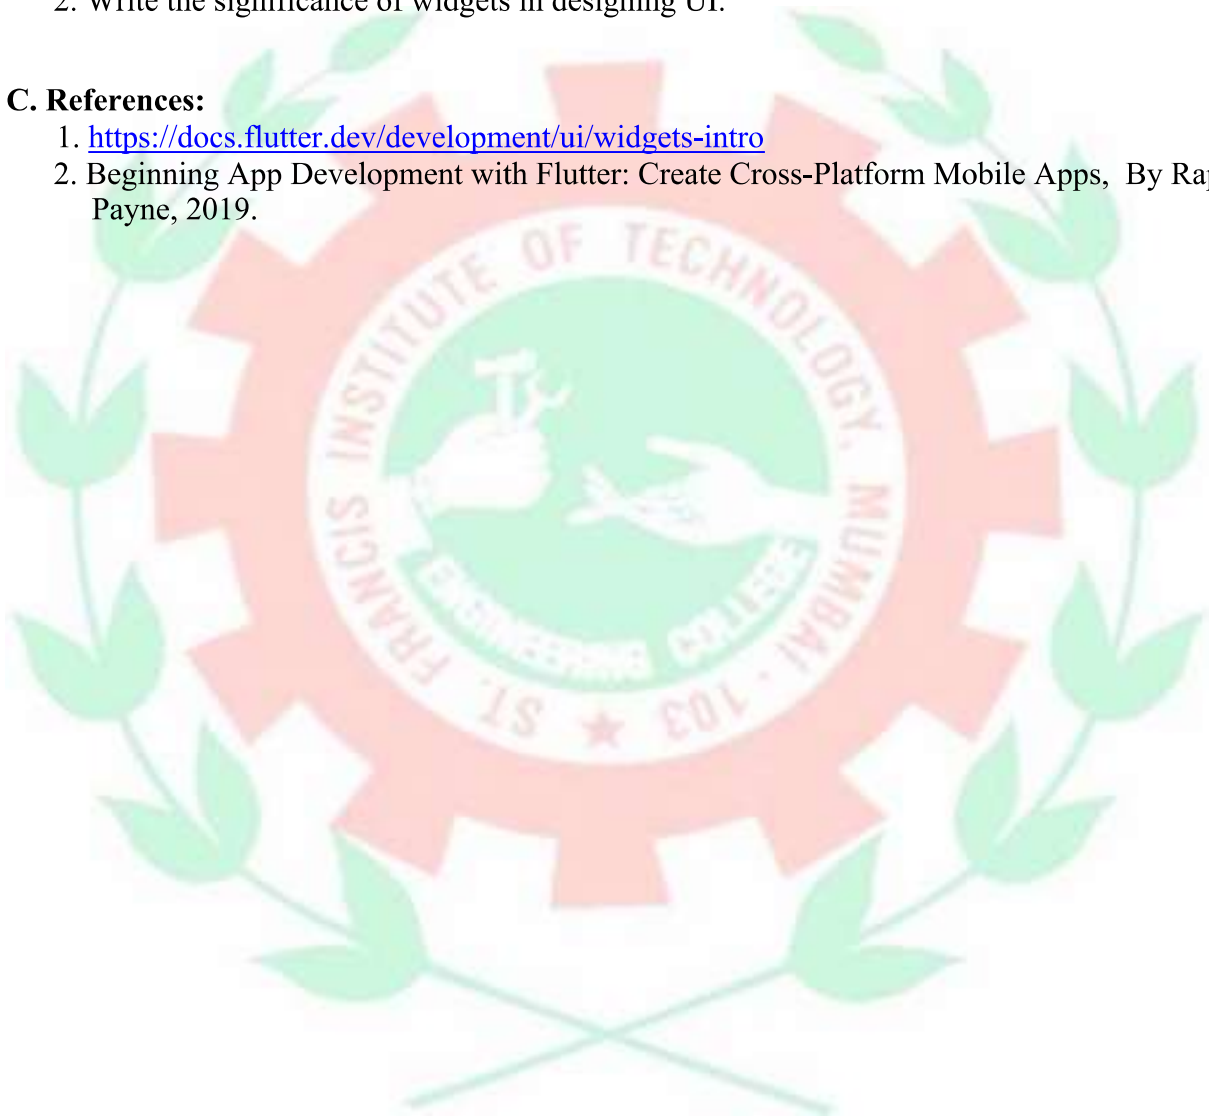 2. Write the significance of widgets in designing UI.
C. References:
1. https://docs.flutter.dev/development/ui/widgets-intro
2. Beginning App Development with Flutter: Create Cross-Platform Mobile Apps, By
Payne, 2019.
ST. FRANCIS INSTITUTE OF TECHNOLOGY, MUMBAI - 103
ENGINEERING COLLEGE